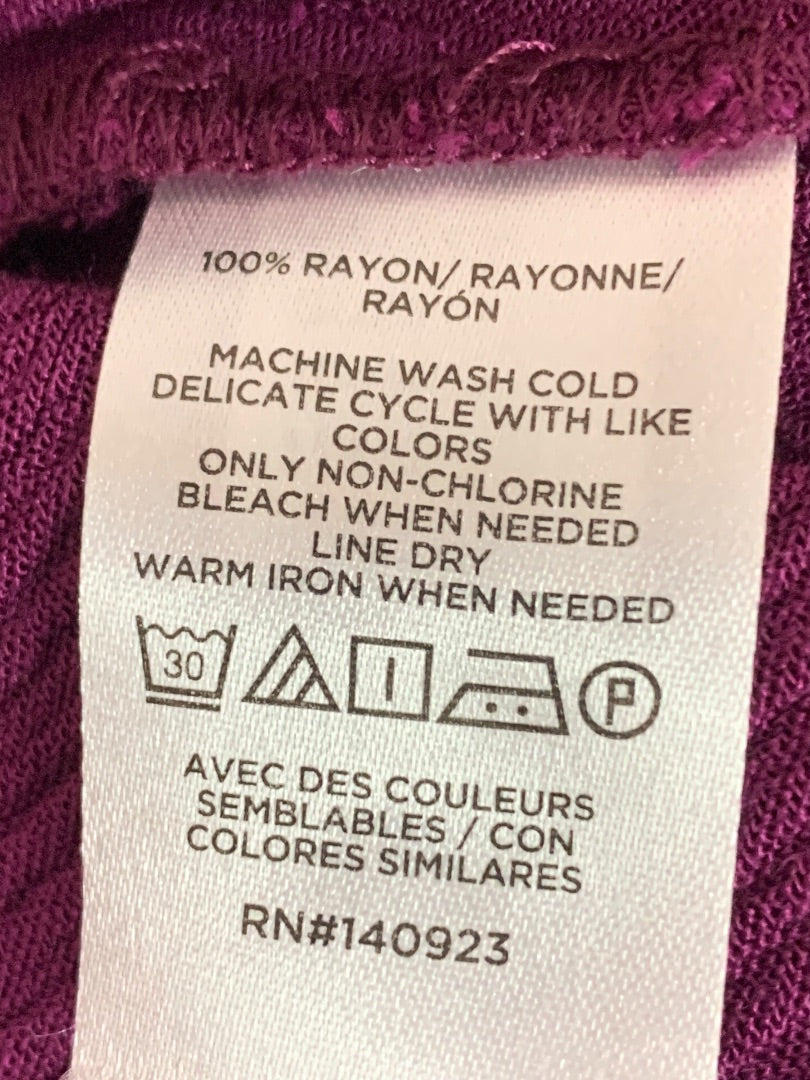 100% RAYON/ RAYONNE/
RAYÓN
MACHINE WASH COLD
DELICATE CYCLE WITH LIKE
COLORS
ONLY NON-CHLORINE
BLEACH WHEN NEEDED
LINE DRY
WARM IRON WHEN NEEDED
30 P
AVEC DES COULEURS
SEMBLABLES / CON
COLORES SIMILARES
RN#140923